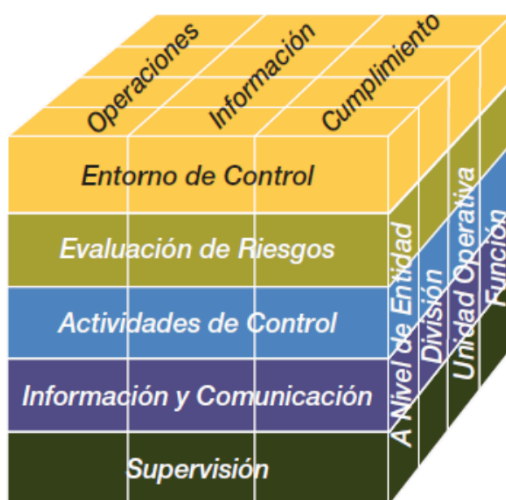 Operaciones
Información
Cumplimiento
Entorno de Control
Evaluación de Riesgos
Actividades de Control
Información y Comunicación
Supervisión
A Nivel de Entidad
División
Unidad Operativa
Función